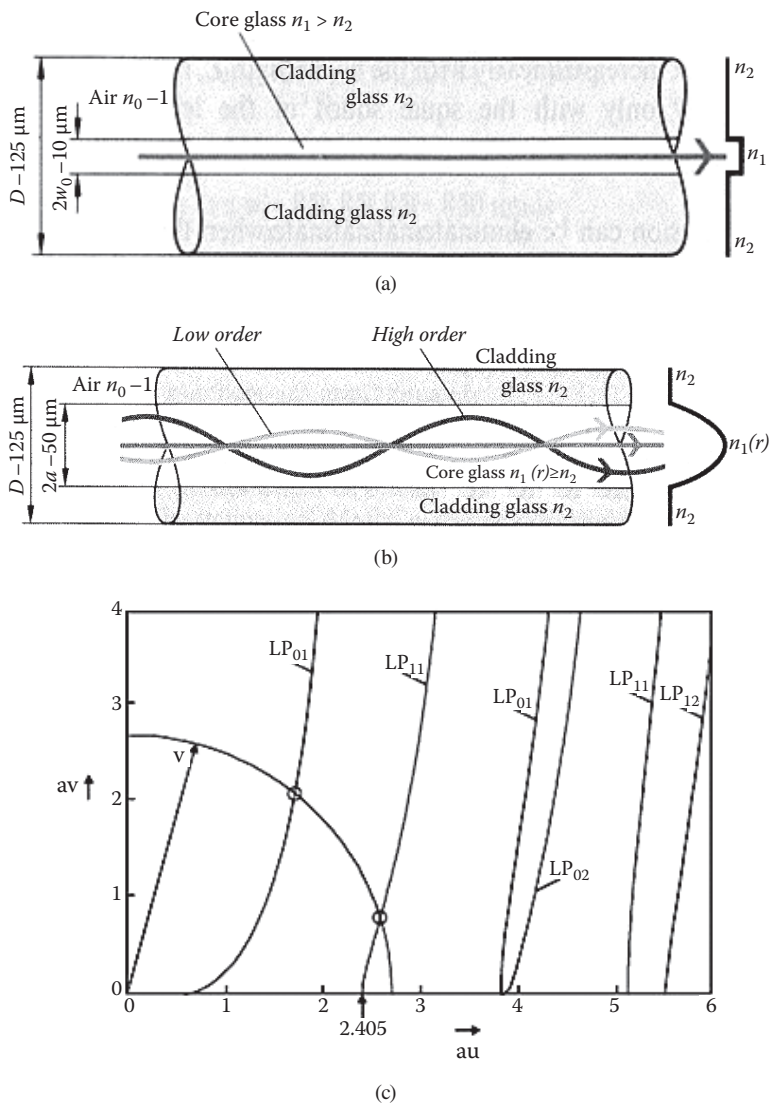 Core glass n₁ > n₂
Cladding
glass n₂
Air n₀–1
D–125 μm
2w₀–10 μm
Cladding glass n₂
n₂
n₁
n₂
(a)
Low order
High order
Cladding
glass n₂
Air n₀–1
D–125 μm
2a–50 μm
Core glass n₁ (r)≥n₂
Cladding glass n₂
n₂
n₁(r)
n₂
(b)
4
3
2
1
0
av
v
LP₀₁
LP₁₁
LP₀₁
LP₀₂
LP₁₁
LP₁₂
0 1 2 3 4 5 6
2.405
au
(c)